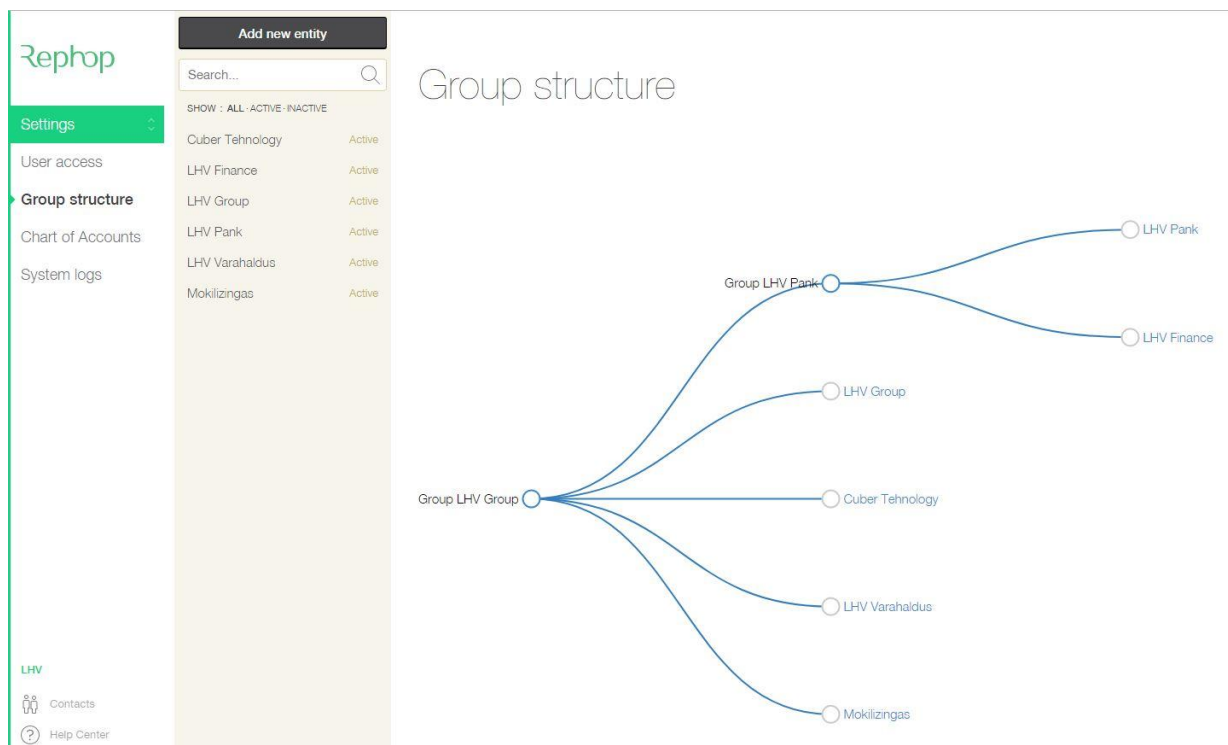 Rephop
Settings
User access
Group structure
Chart of Accounts
System logs
LHV
Contacts
? Help Center
Add new entity
Search...
SHOW : ALL · ACTIVE · INACTIVE
Cuber Tehnology Active
LHV Finance Active
LHV Group Active
LHV Pank Active
LHV Varahaldus Active
Mokilizingas Active
Group structure
LHV Pank
Group LHV Pank
LHV Finance
LHV Group
Group LHV Group
Cuber Tehnology
LHV Varahaldus
Mokilizingas